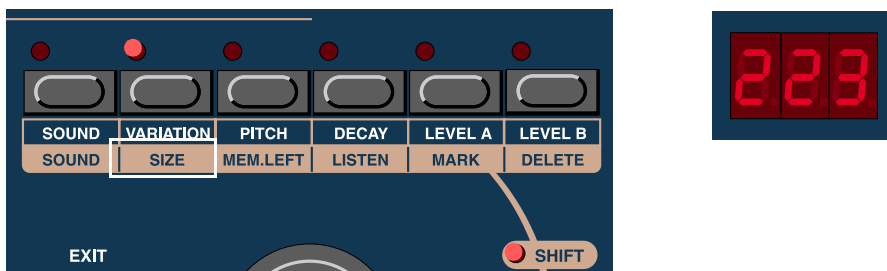 223
SOUND VARIATION PITCH DECAY LEVEL A LEVEL B
SOUND SIZE MEM.LEFT LISTEN MARK DELETE
EXIT SHIFT